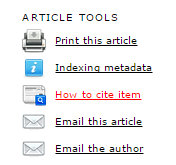 ARTICLE TOOLS
Print this article
Indexing metadata
How to cite item
Email this article
Email the author